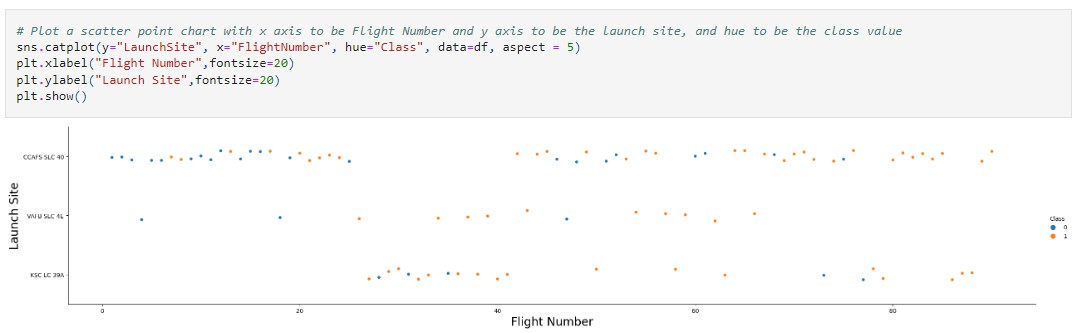 # Plot a scatter point chart with x axis to be Flight Number and y axis to be the launch site, and hue to be the class value
sns.catplot(y="LaunchSite", x="FlightNumber", hue="Class", data=df, aspect = 5)
plt.xlabel("Flight Number",fontsize=20)
plt.ylabel("Launch Site",fontsize=20)
plt.show()
Launch Site
CCAFS SLC 40
VAFB SLC 4E
KSC LC 39A
0 20 40 60 80
Flight Number
Class
0
1